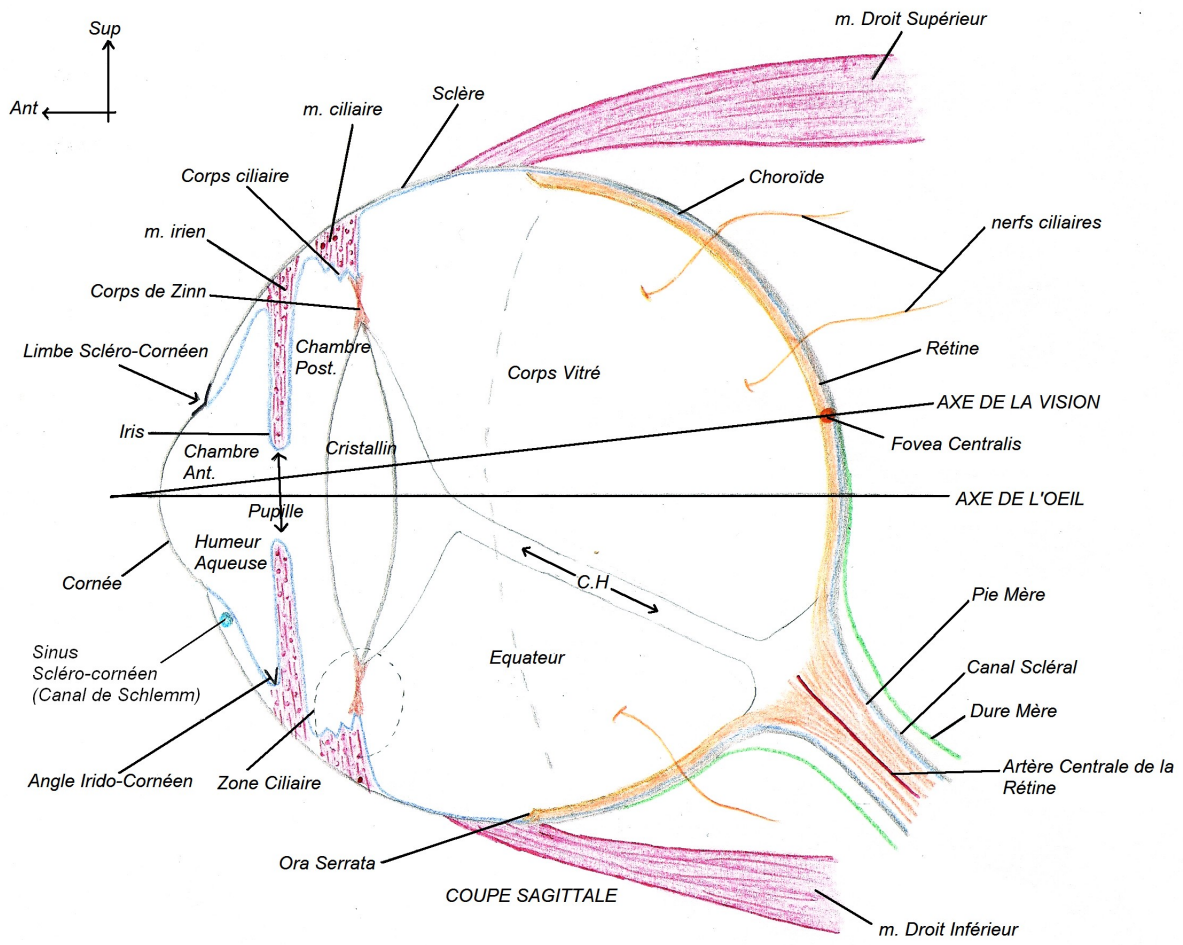 Sup
Ant
m. Droit Supérieur
Sclère
m. ciliaire
Corps ciliaire
Choroïde
m. irien
nerfs ciliaires
Corps de Zinn
Limbe Scléro-Cornéen
Chambre
Post.
Corps Vitré
Rétine
AXE DE LA VISION
Iris
Chambre
Ant.
Cristallin
Fovea Centralis
AXE DE L'OEIL
Pupille
Humeur
Aqueuse
Cornée
C.H
Pie Mère
Sinus
Scléro-cornéen
(Canal de Schlemm)
Equateur
Canal Scléral
Dure Mère
Angle Irido-Cornéen
Zone Ciliaire
Artère Centrale de la
Rétine
Ora Serrata
COUPE SAGITTALE
m. Droit Inférieur